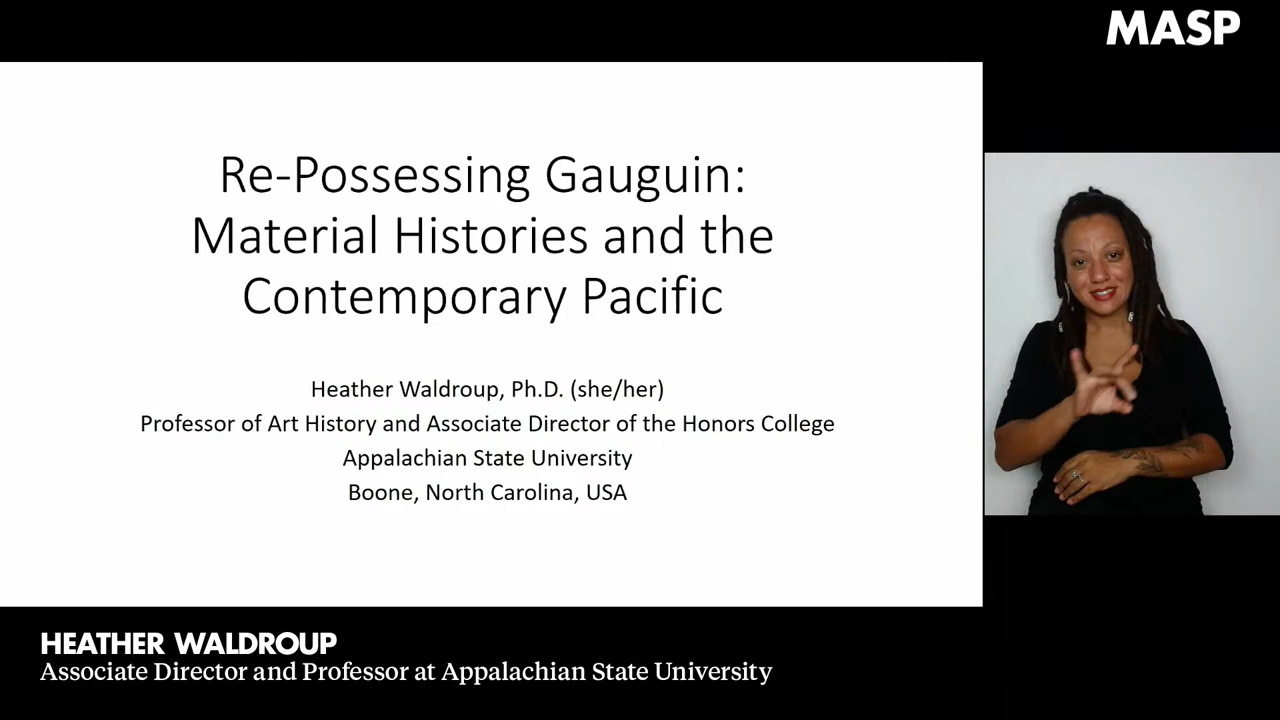 MASP
Re-Possessing Gauguin:
Material Histories and the
Contemporary Pacific
Heather Waldroup, Ph.D. (she/her)
Professor of Art History and Associate Director of the Honors College
Appalachian State University
Boone, North Carolina, USA
HEATHER WALDROUP
Associate Director and Professor at Appalachian State University